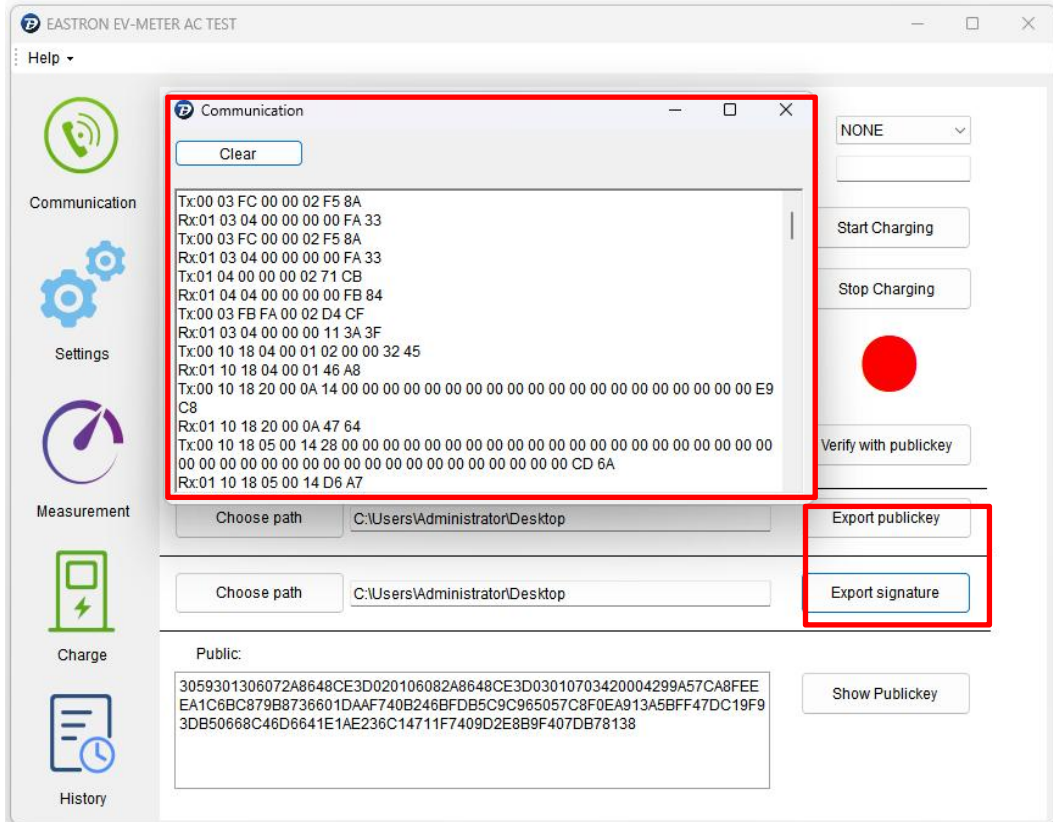 EASTRON EV-METER AC TEST
Help
Communication
Clear
Tx:00 03 FC 00 00 02 F5 8A
Rx:01 03 04 00 00 00 00 FA 33
Tx:00 03 FC 00 00 02 F5 8A
Rx:01 03 04 00 00 00 00 FA 33
Tx:01 04 00 00 00 02 71 CB
Rx:01 04 04 00 00 00 00 FB 84
Tx:00 03 FB FA 00 02 D4 CF
Rx:01 03 04 00 00 00 11 3A 3F
Tx:00 10 18 04 00 01 02 00 00 32 45
Rx:01 10 18 04 00 01 46 A8
Tx:00 10 18 20 00 0A 14 00 00 00 00 00 00 00 00 00 00 00 00 00 00 00 00 00 00 00 00 E9
C8
Rx:01 10 18 20 00 0A 47 64
Tx:00 10 18 05 00 14 28 00 00 00 00 00 00 00 00 00 00 00 00 00 00 00 00 00 00 00 00 00
00 00 00 00 00 00 00 00 00 00 00 00 00 00 00 00 00 00 00 CD 6A
Rx:01 10 18 05 00 14 D6 A7
NONE
Start Charging
Stop Charging
Verify with publickey
Communication
Settings
Measurement
Charge
History
Choose path
C:\Users\Administrator\Desktop
Export publickey
Choose path
C:\Users\Administrator\Desktop
Export signature
Public:
3059301306072A8648CE3D020106082A8648CE3D03010703420004299A57CA8FEE
EA1C6BC879B8736601DAAF740B246BFDB5C9C965057C8F0EA913A5BFF47DC19F9
3DB50668C46D6641E1AE236C14711F7409D2E8B9F407DB78138
Show Publickey